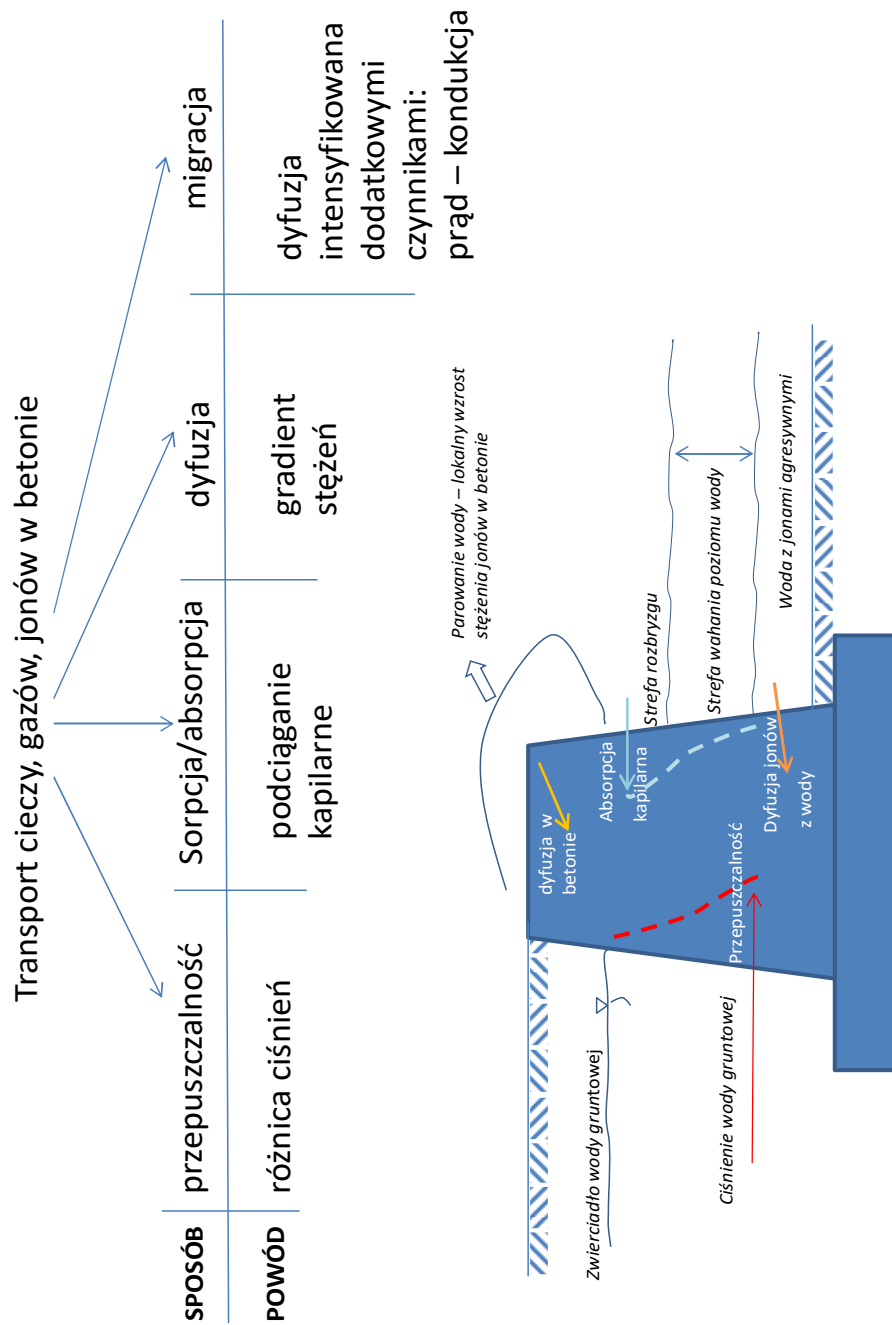 Transport cieczy, gazów, jonów w betonie
SPOSÓB
przepuszczalność
Sorpcja/absorpcja
dyfuzja
migracja
POWÓD
różnica ciśnień
podciąganie
kapilarne
gradient
stężeń
dyfuzja
intensyfikowana
dodatkowymi
czynnikami:
prąd – kondukcja
Parowanie wody – lokalny wzrost
stężenia jonów w betonie
dyfuzja w
betonie
Zwierciadło wody gruntowej
Absorpcja
kapilarna
Strefa rozbryzgu
Strefa wahania poziomu wody
Ciśnienie wody gruntowej
Przepuszczalność
Dyfuzja jonów
z wody
Woda z jonami agresywnymi